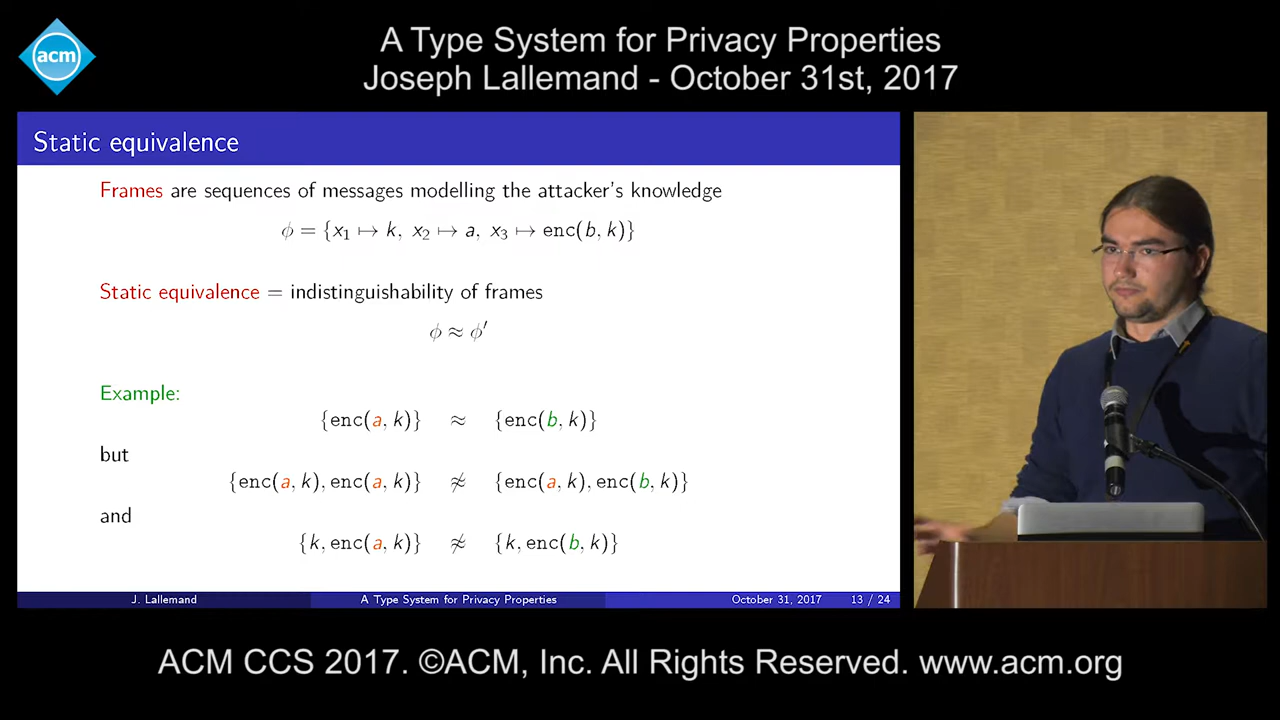 acm
A Type System for Privacy Properties
Joseph Lallemand - October 31st, 2017
Static equivalence
Frames are sequences of messages modelling the attacker's knowledge
ϕ = {x₁ ↦ k, x₂ ↦ a, x₃ ↦ enc(b, k)}
Static equivalence = indistinguishability of frames
ϕ ≈ ϕ′
Example:
{enc(a, k)} ≈ {enc(b, k)}
but
{enc(a, k), enc(a, k)} ≉ {enc(a, k), enc(b, k)}
and
{k, enc(a, k)} ≉ {k, enc(b, k)}
J. Lallemand A Type System for Privacy Properties October 31, 2017 13 / 24
ACM CCS 2017. ©ACM, Inc. All Rights Reserved. www.acm.org